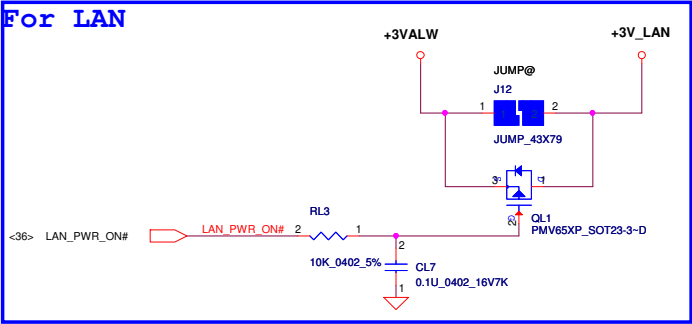 For LAN
+3VALW
+3V_LAN
JUMP@
J12
1
2
JUMP_43X79
3
S
D
1
G
2
QL1
PMV65XP_SOT23-3~D
<36>
LAN_PWR_ON#
LAN_PWR_ON#
2
RL3
1
10K_0402_5%
2
CL7
0.1U_0402_16V7K
1